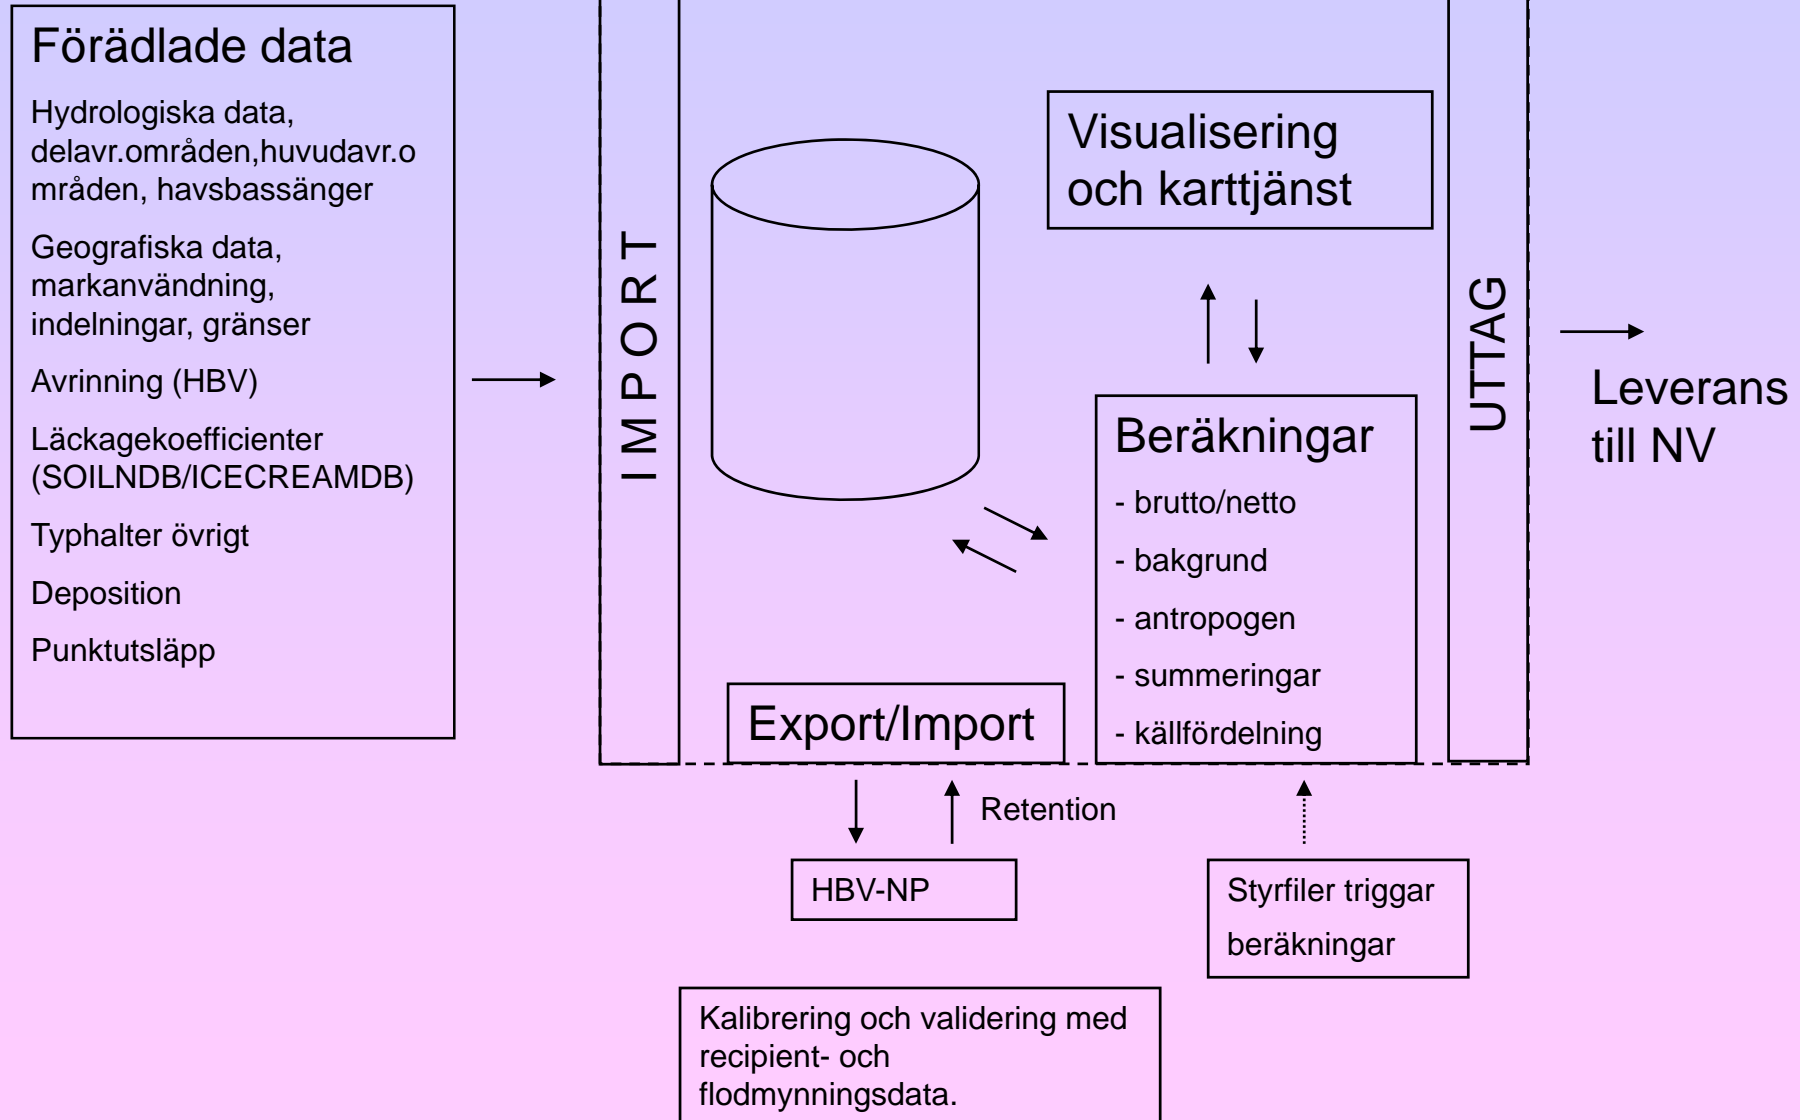 Förädlade data
Hydrologiska data,
delavr.områden,huvudavr.o
mråden, havsbassänger
Geografiska data,
markanvändning,
indelningar, gränser
Avrinning (HBV)
Läckagekoefficienter
(SOILNDB/ICECREAMDB)
Typhalter övrigt
Deposition
Punktutsläpp
IMPORT
Visualisering
och karttjänst
Beräkningar
- brutto/netto
- bakgrund
- antropogen
- summeringar
- källfördelning
Export/Import
UTTAG
Leverans
till NV
Retention
HBV-NP
Styrfiler triggar
beräkningar
Kalibrering och validering med
recipient- och
flodmynningsdata.